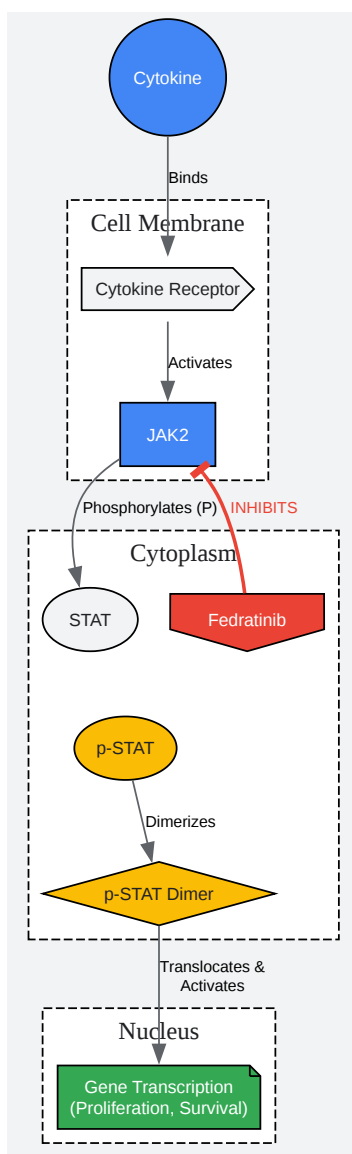 Cytokine
Binds
Cell Membrane
Cytokine Receptor
Activates
JAK2
Phosphorylates (P)
INHIBITS
Cytoplasm
STAT
Fedratinib
p-STAT
Dimerizes
p-STAT Dimer
Translocates &
Activates
Nucleus
Gene Transcription
(Proliferation, Survival)